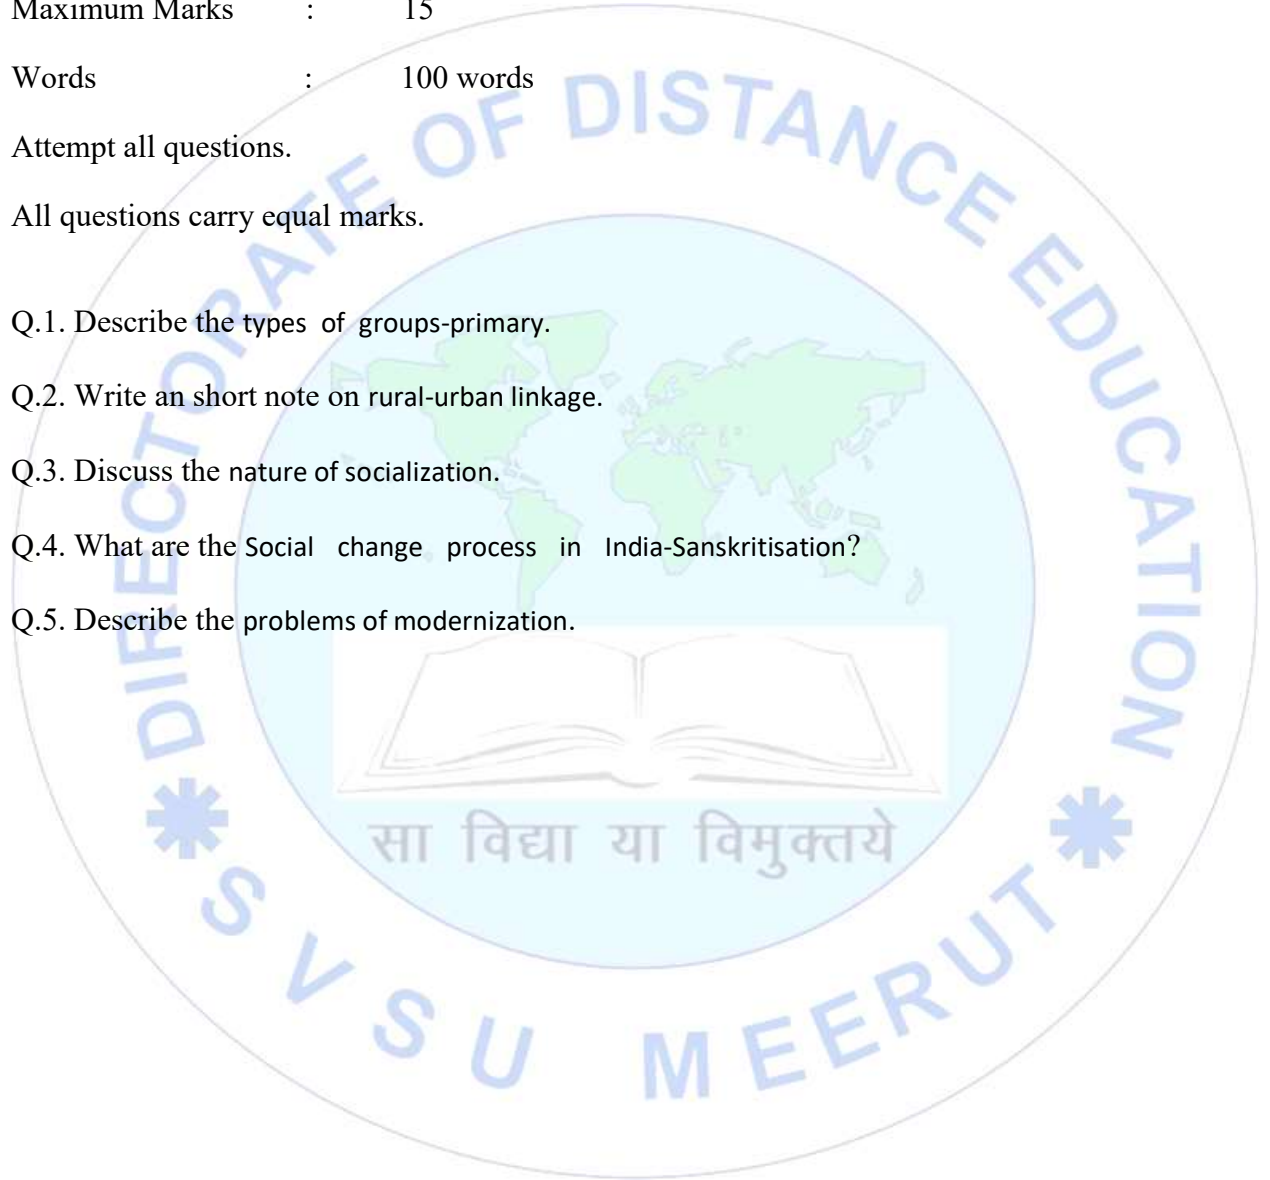 Maximum Marks : 15
Words : 100 words
Attempt all questions.
All questions carry equal marks.
Q.1. Describe the types of groups-primary.
Q.2. Write an short note on rural-urban linkage.
Q.3. Discuss the nature of socialization.
Q.4. What are the Social change process in India-Sanskritisation?
Q.5. Describe the problems of modernization.
DIRECTORATE OF DISTANCE EDUCATION
सा विद्या या विमुक्तये
* SVSU MEERUT *